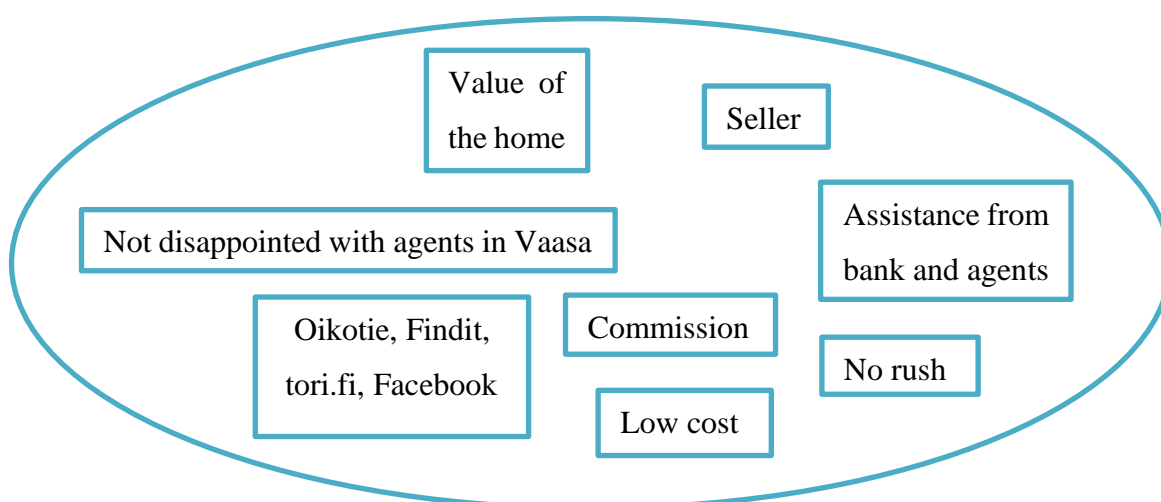 Value of
the home
Seller
Assistance from
bank and agents
Not disappointed with agents in Vaasa
Oikotie, Findit,
tori.fi, Facebook
Commission
No rush
Low cost